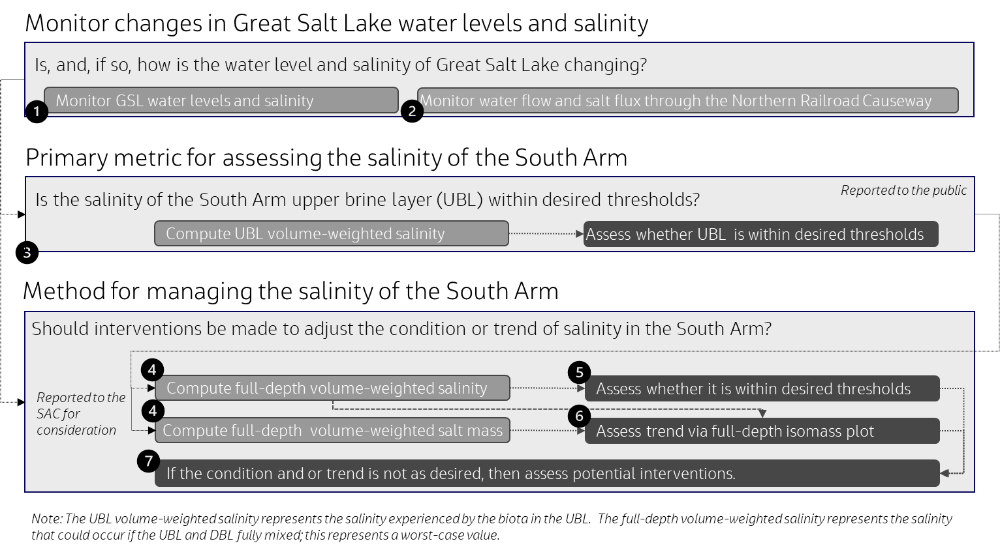 Monitor changes in Great Salt Lake water levels and salinity
Is, and, if so, how is the water level and salinity of Great Salt Lake changing?
1 Monitor GSL water levels and salinity
2 Monitor water flow and salt flux through the Northern Railroad Causeway
Primary metric for assessing the salinity of the South Arm
Reported to the public
Is the salinity of the South Arm upper brine layer (UBL) within desired thresholds?
Compute UBL volume-weighted salinity
Assess whether UBL is within desired thresholds
3
Method for managing the salinity of the South Arm
Should interventions be made to adjust the condition or trend of salinity in the South Arm?
4 Compute full-depth volume-weighted salinity
5 Assess whether it is within desired thresholds
Reported to the
SAC for
consideration
4 Compute full-depth volume-weighted salt mass
6 Assess trend via full-depth isomass plot
7 If the condition and or trend is not as desired, then assess potential interventions.
Note: The UBL volume-weighted salinity represents the salinity experienced by the biota in the UBL. The full-depth volume-weighted salinity represents the salinity
that could occur if the UBL and DBL fully mixed; this represents a worst-case value.